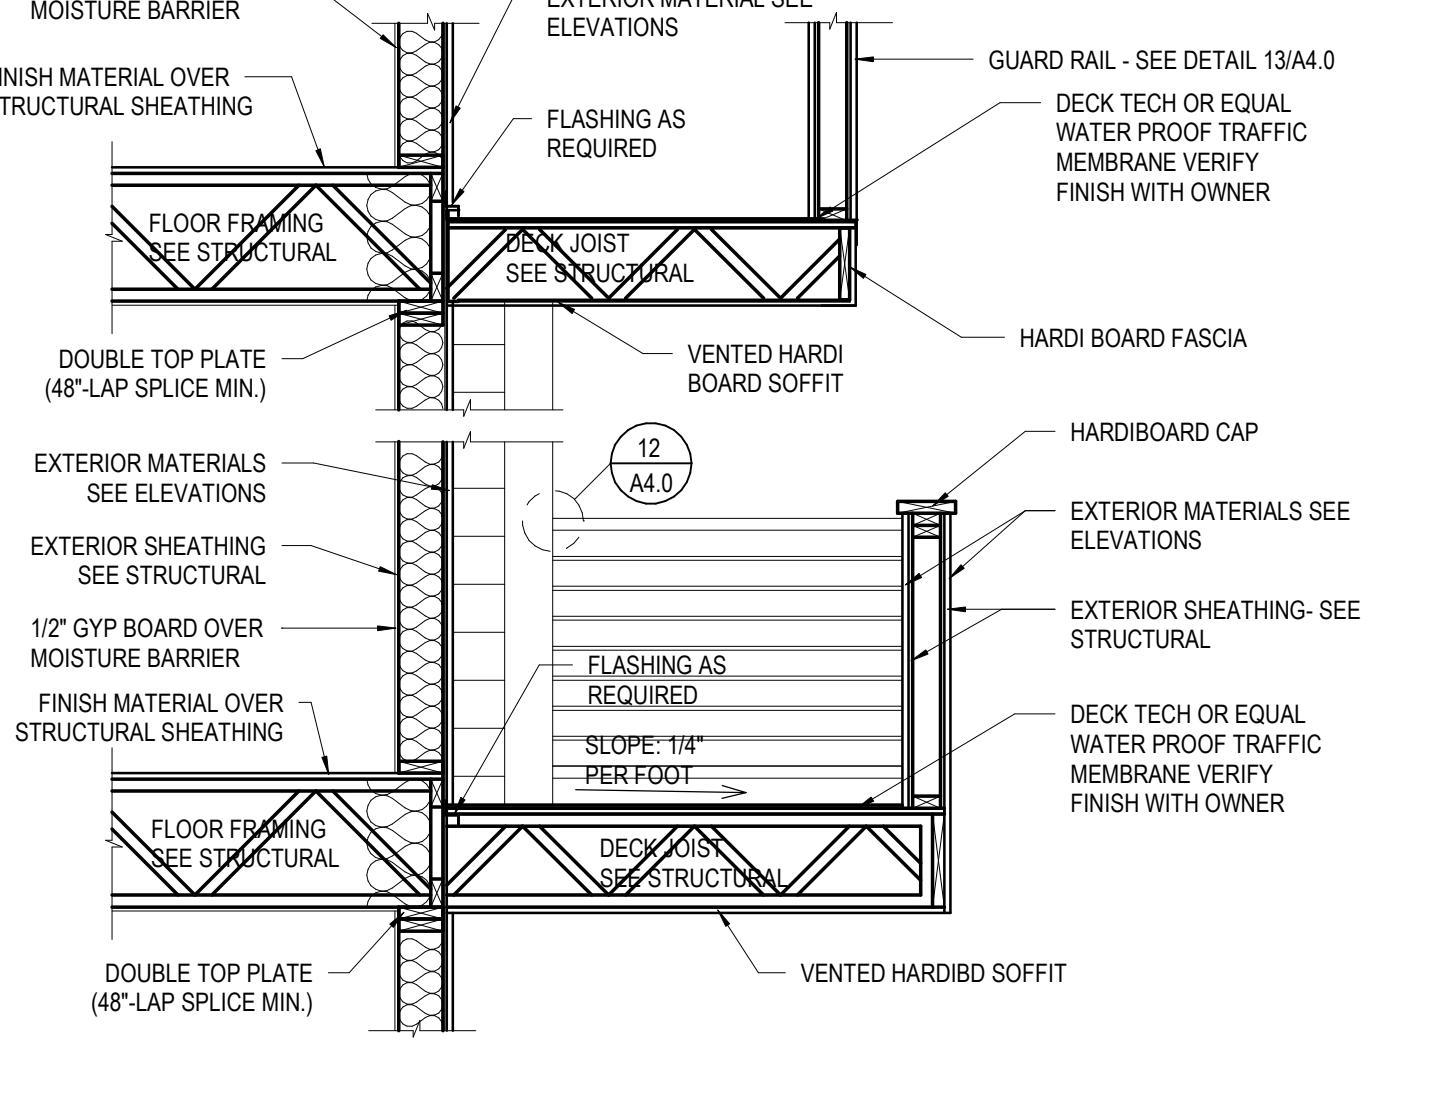 MOISTURE BARRIER
EXTERIOR MATERIAL SEE
ELEVATIONS
GUARD RAIL - SEE DETAIL 13/A4.0
INISH MATERIAL OVER
STRUCTURAL SHEATHING
FLASHING AS
REQUIRED
DECK TECH OR EQUAL
WATER PROOF TRAFFIC
MEMBRANE VERIFY
FINISH WITH OWNER
FLOOR FRAMING
SEE STRUCTURAL
DECK JOIST
SEE STRUCTURAL
HARDI BOARD FASCIA
DOUBLE TOP PLATE
(48"-LAP SPLICE MIN.)
VENTED HARDI
BOARD SOFFIT
12
A4.0
HARDIBOARD CAP
EXTERIOR MATERIALS
SEE ELEVATIONS
EXTERIOR MATERIALS SEE
ELEVATIONS
EXTERIOR SHEATHING
SEE STRUCTURAL
EXTERIOR SHEATHING- SEE
STRUCTURAL
1/2" GYP BOARD OVER
MOISTURE BARRIER
FLASHING AS
REQUIRED
FINISH MATERIAL OVER
STRUCTURAL SHEATHING
SLOPE: 1/4"
PER FOOT
DECK TECH OR EQUAL
WATER PROOF TRAFFIC
MEMBRANE VERIFY
FINISH WITH OWNER
FLOOR FRAMING
SEE STRUCTURAL
DECK JOIST
SEE STRUCTURAL
DOUBLE TOP PLATE
(48"-LAP SPLICE MIN.)
VENTED HARDIBD SOFFIT